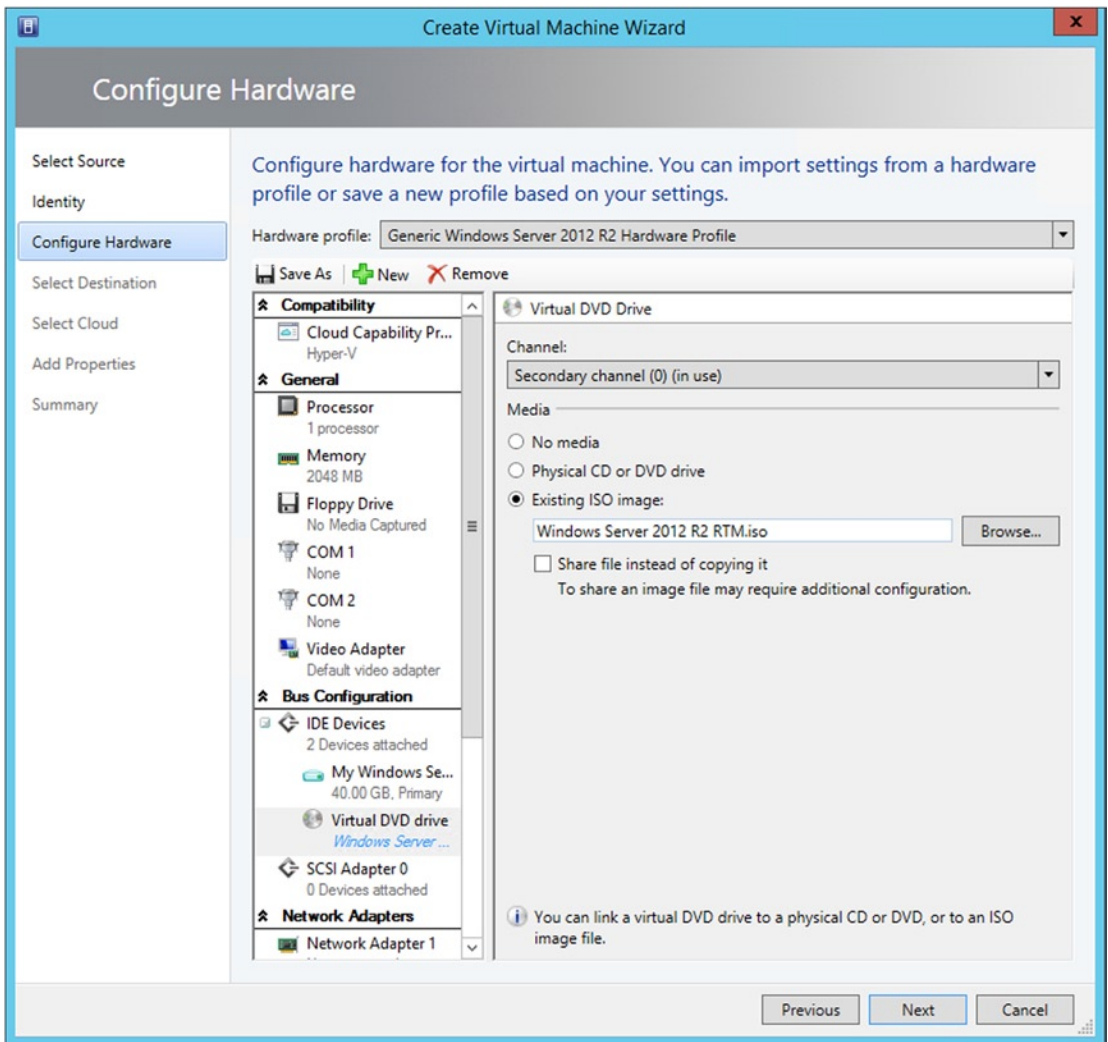 Create Virtual Machine Wizard
x
Configure Hardware
Select Source
Identity
Configure Hardware
Select Destination
Select Cloud
Add Properties
Summary
Configure hardware for the virtual machine. You can import settings from a hardware
profile or save a new profile based on your settings.
Hardware profile: Generic Windows Server 2012 R2 Hardware Profile
Save As New Remove
Compatibility
Cloud Capability Pr...
Hyper-V
General
Processor
1 processor
Memory
2048 MB
Floppy Drive
No Media Captured
COM 1
None
COM 2
None
Video Adapter
Default video adapter
Bus Configuration
IDE Devices
2 Devices attached
My Windows Se...
40.00 GB, Primary
Virtual DVD drive
Windows Server ...
SCSI Adapter 0
0 Devices attached
Network Adapters
Network Adapter 1
Virtual DVD Drive
Channel:
Secondary channel (0) (in use)
Media
No media
Physical CD or DVD drive
Existing ISO image:
Windows Server 2012 R2 RTM.iso
Browse...
Share file instead of copying it
To share an image file may require additional configuration.
You can link a virtual DVD drive to a physical CD or DVD, or to an ISO
image file.
Previous Next Cancel